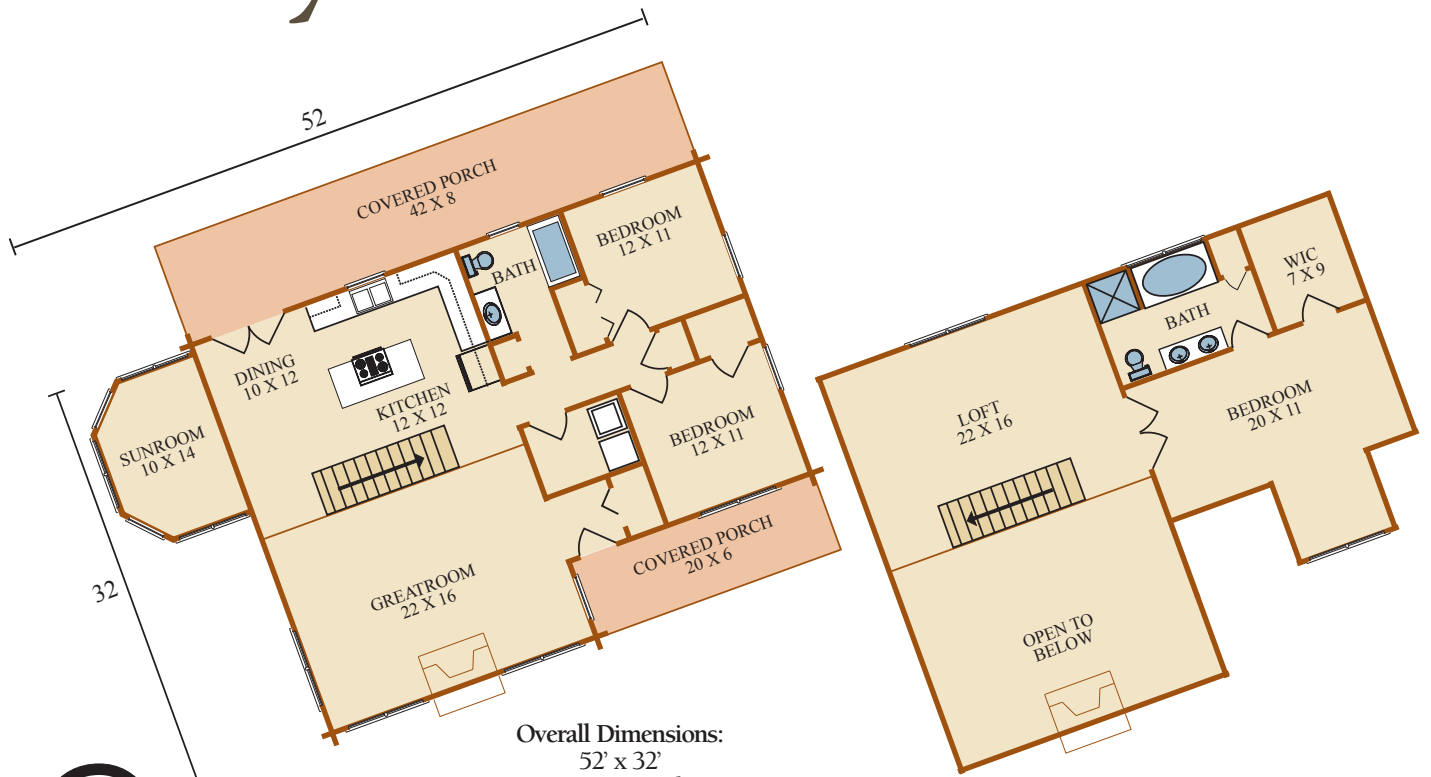 52
COVERED PORCH
42 X 8
BEDROOM
12 X 11
BATH
DINING
10 X 12
KITCHEN
12 X 12
SUNROOM
10 X 14
BEDROOM
12 X 11
COVERED PORCH
20 X 6
GREATROOM
22 X 16
32
Overall Dimensions:
52' x 32'
WIC
7 X 9
BATH
LOFT
22 X 16
BEDROOM
20 X 11
OPEN TO
BELOW